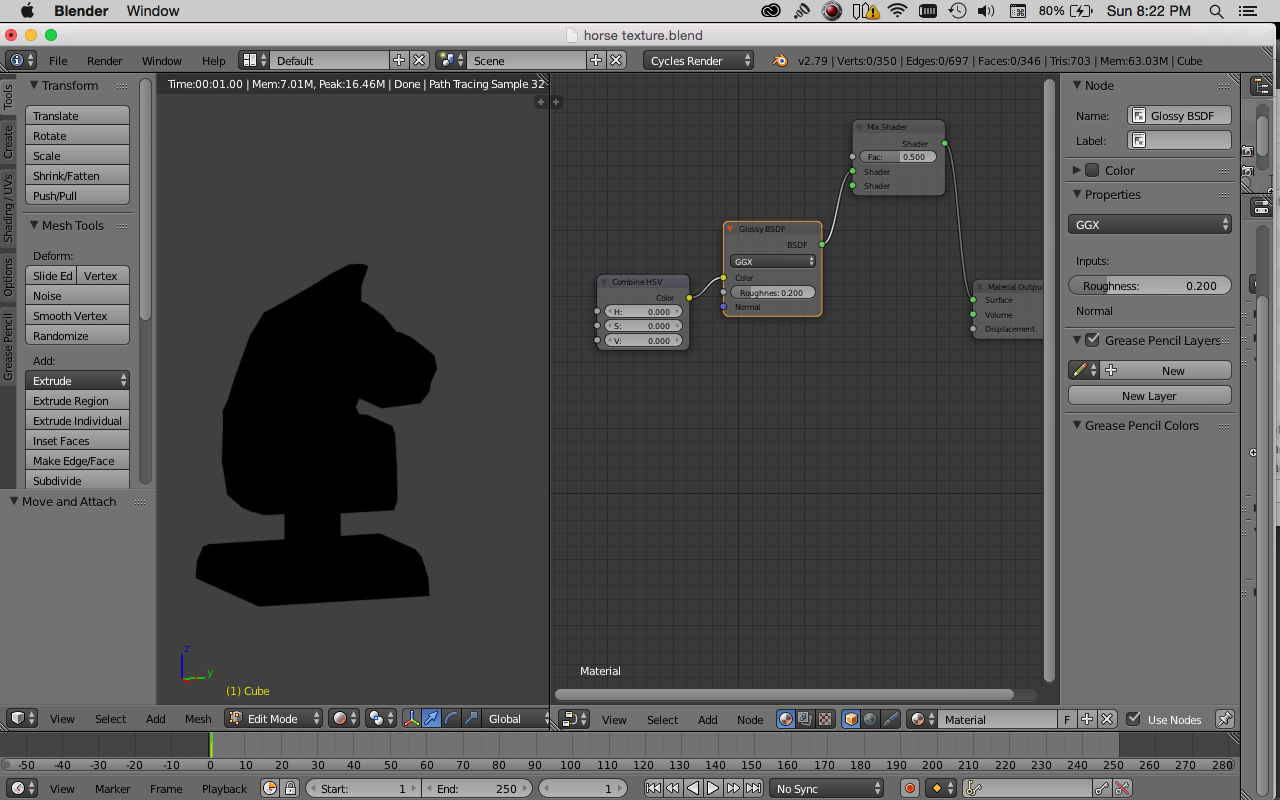 Blender Window 80% Sun 8:22 PM
horse texture.blend
File Render Window Help Default Scene Cycles Render v2.79 | Verts:0/350 | Edges:0/697 | Faces:0/346 | Tris:703 | Mem:63.03M | Cube
Tools
Create
Shading / UVs
Options
Grease Pencil
Transform
Translate
Rotate
Scale
Shrink/Fatten
Push/Pull
Mesh Tools
Deform:
Slide Ed Vertex
Noise
Smooth Vertex
Randomize
Add:
Extrude
Extrude Region
Extrude Individual
Inset Faces
Make Edge/Face
Subdivide
Move and Attach
Time:00:01.00 | Mem:7.01M, Peak:16.46M | Done | Path Tracing Sample 32
z
y
(1) Cube
Combine HSV
Color
H: 0.000
S: 0.000
V: 0.000
Glossy BSDF
BSDF
GGX
Color
Roughness: 0.200
Normal
Mix Shader
Shader
Fac: 0.500
Shader
Shader
Material Outpu
Surface
Volume
Displacement
Material
Node
Name: Glossy BSDF
Label:
Color
Properties
GGX
Inputs:
Roughness: 0.200
Normal
Grease Pencil Layers
New
New Layer
Grease Pencil Colors
View Select Add Mesh Edit Mode Global
View Select Add Node Material F Use Nodes
-50 -40 -30 -20 -10 0 10 20 30 40 50 60 70 80 90 100 110 120 130 140 150 160 170 180 190 200 210 220 230 240 250 260 270 280
View Marker Frame Playback Start: 1 End: 250 1 No Sync